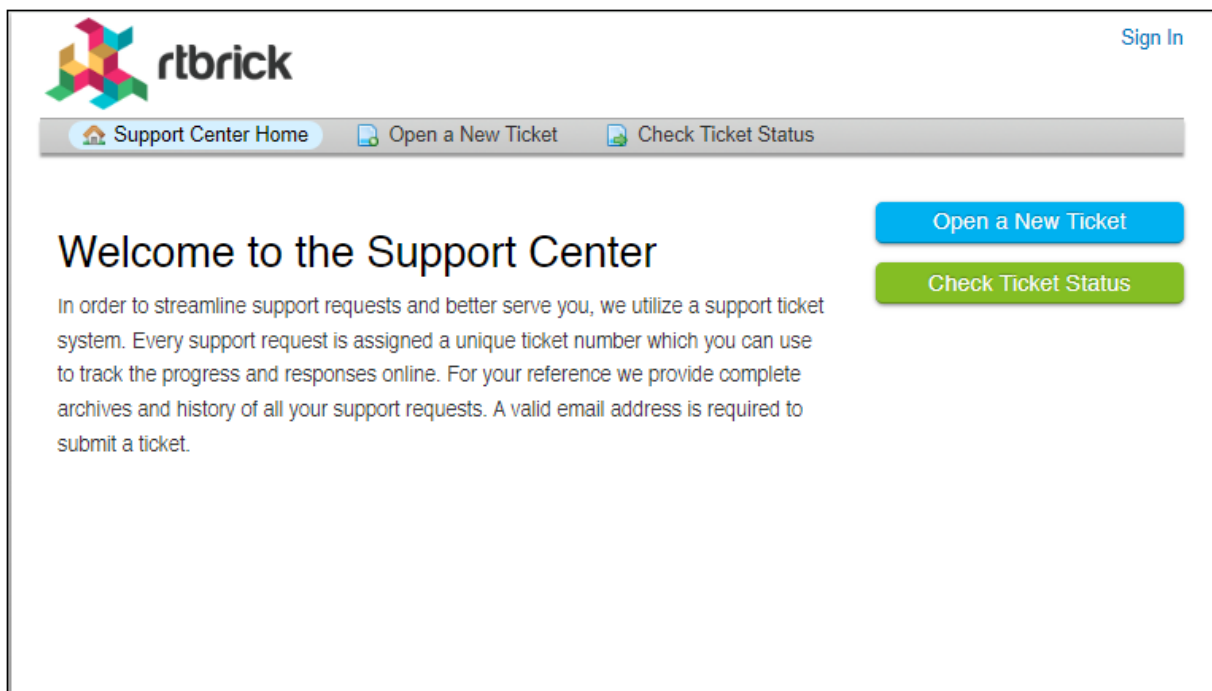 rtbrick
Sign In
Support Center Home
Open a New Ticket
Check Ticket Status
Open a New Ticket
Check Ticket Status
Welcome to the Support Center
In order to streamline support requests and better serve you, we utilize a support ticket
system. Every support request is assigned a unique ticket number which you can use
to track the progress and responses online. For your reference we provide complete
archives and history of all your support requests. A valid email address is required to
submit a ticket.